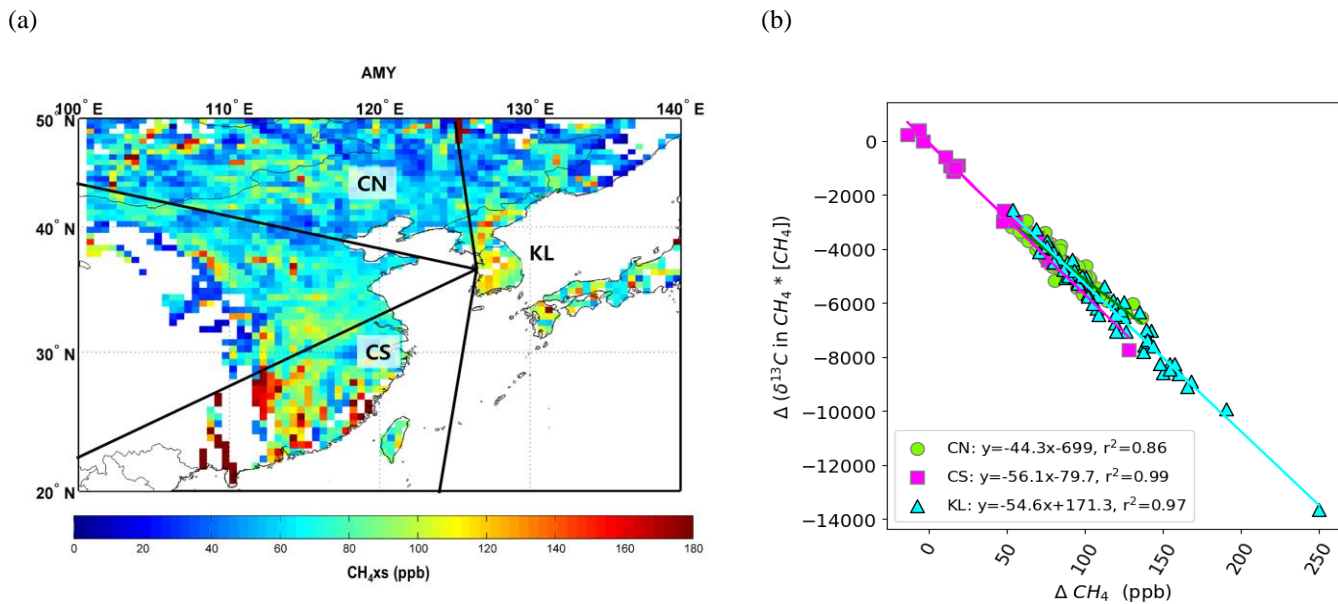 (a)
(b)
AMY
100° E 110° E 120° E 130° E 140° E
50° N
40° N
30° N
20° N
CN
KL
CS
0 20 40 60 80 100 120 140 160 180
CH₄xs (ppb)
0
−2000
−4000
−6000
−8000
−10000
−12000
−14000
Δ (δ¹³C in CH₄ * [CH₄])
CN: y=-44.3x-699, r²=0.86
CS: y=-56.1x-79.7, r²=0.99
KL: y=-54.6x+171.3, r²=0.97
0 50 100 150 200 250
Δ CH₄ (ppb)